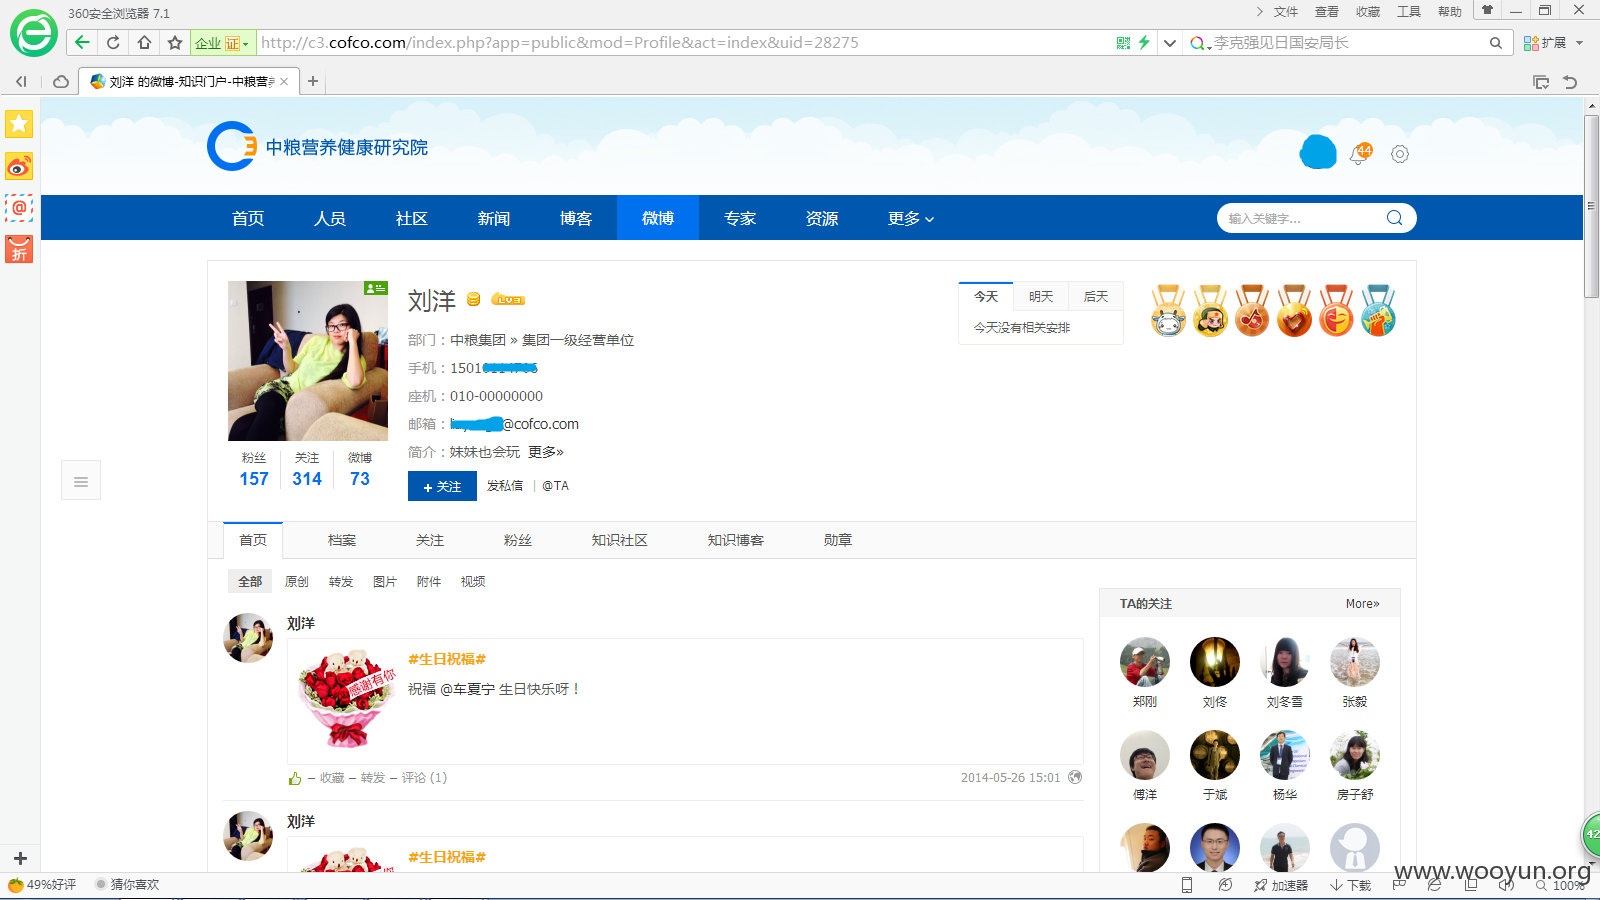 360安全浏览器 7.1
文件 查看 收藏 工具 帮助
企业 证 http://c3.cofco.com/index.php?app=public&mod=Profile&act=index&uid=28275
李克强见日国安局长
扩展
刘洋 的微博-知识门户-中粮营
@
折
中粮营养健康研究院
44
首页 人员 社区 新闻 博客 微博 专家 资源 更多
输入关键字...
刘洋 LV3
部门：中粮集团 » 集团一级经营单位
手机：1501
座机：010-00000000
邮箱：@cofco.com
简介：妹妹也会玩 更多»
+ 关注 发私信 | @TA
粉丝 关注 微博
157 314 73
今天 明天 后天
今天没有相关安排
首页 档案 关注 粉丝 知识社区 知识博客 勋章
全部 原创 转发 图片 附件 视频
刘洋
感谢有你
#生日祝福#
祝福 @车夏宁 生日快乐呀！
– 收藏 – 转发 – 评论 (1)
2014-05-26 15:01
刘洋
#生日祝福#
TA的关注 More»
郑刚 刘佟 刘冬雪 张毅
傅洋 于斌 杨华 房子舒
42
www.wooyun.org
49%好评 猜你喜欢
加速器 下载 100%